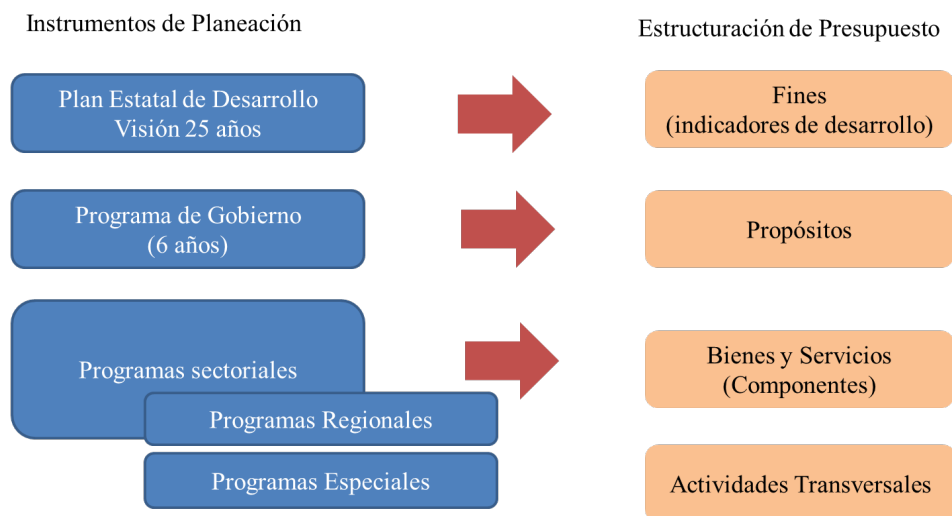 Instrumentos de Planeación
Estructuración de Presupuesto
Plan Estatal de Desarrollo
Visión 25 años
Fines
(indicadores de desarrollo)
Programa de Gobierno
(6 años)
Propósitos
Programas sectoriales
Bienes y Servicios
(Componentes)
Programas Regionales
Programas Especiales
Actividades Transversales